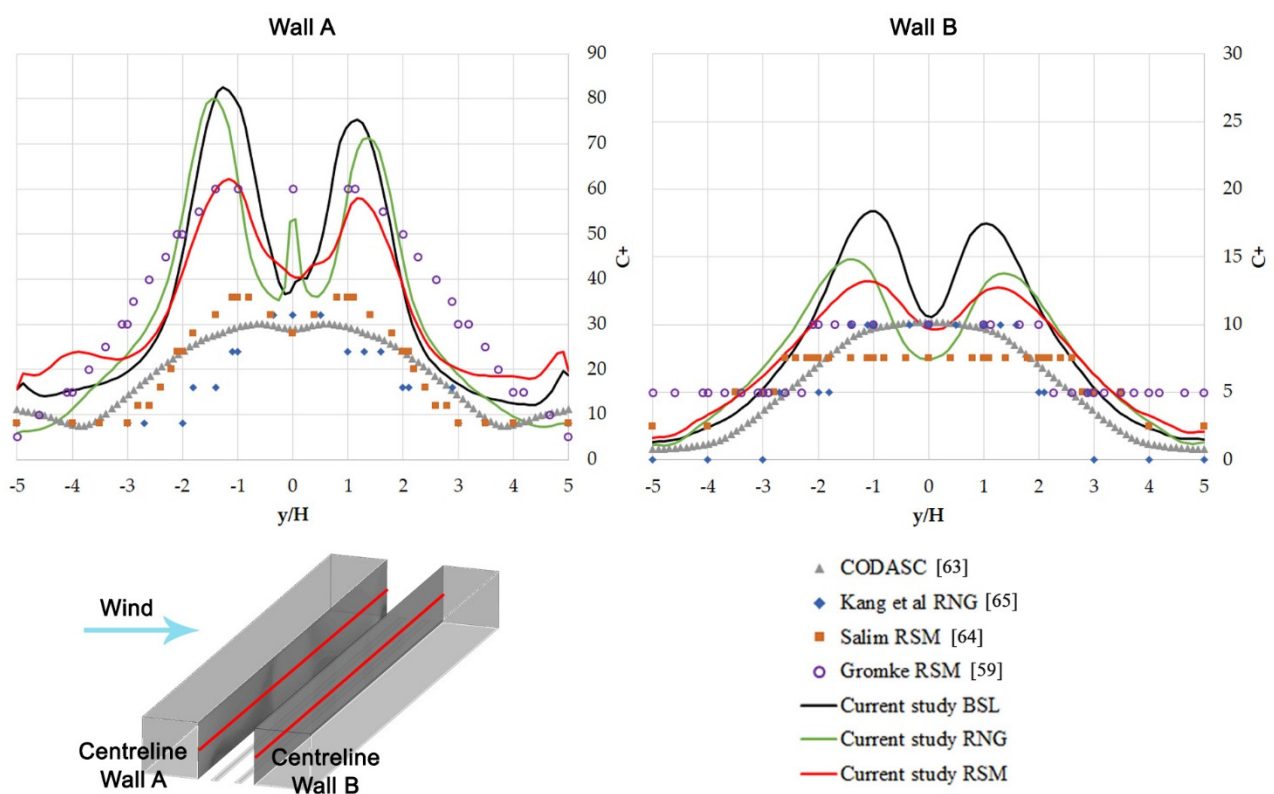 Wall A
90
80
70
60
50
40
30
20
10
0
C+
-5 -4 -3 -2 -1 0 1 2 3 4 5
y/H
Wall B
30
25
20
15
10
5
0
C+
-5 -4 -3 -2 -1 0 1 2 3 4 5
y/H
Wind
Centreline
Wall A
Centreline
Wall B
CODASC [63]
Kang et al RNG [65]
Salim RSM [64]
Gromke RSM [59]
Current study BSL
Current study RNG
Current study RSM